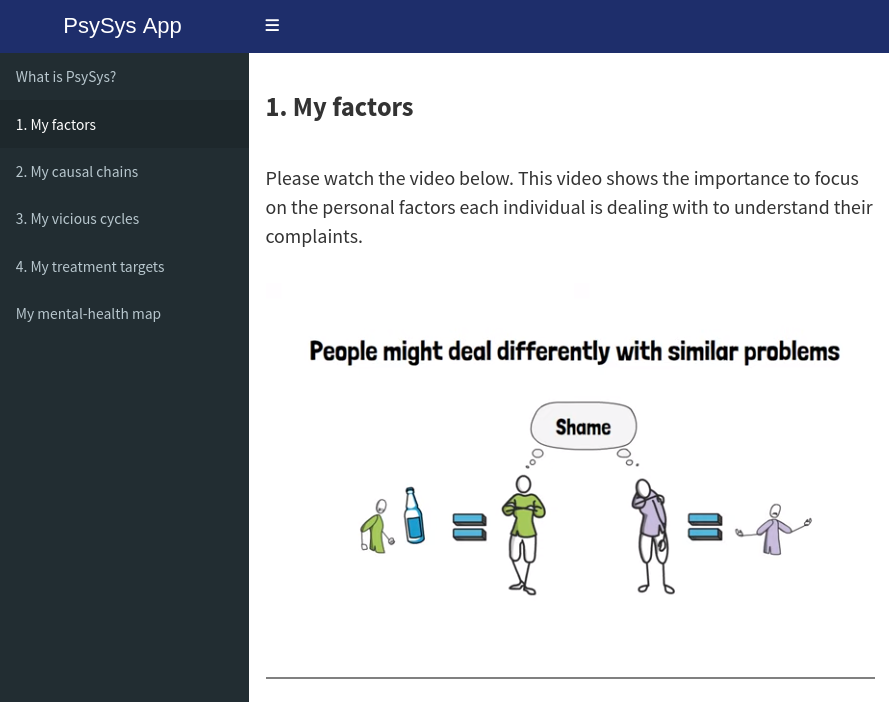 PsySys App
What is PsySys?
1. My factors
2. My causal chains
3. My vicious cycles
4. My treatment targets
My mental-health map
1. My factors
Please watch the video below. This video shows the importance to focus
on the personal factors each individual is dealing with to understand their
complaints.
People might deal differently with similar problems
Shame